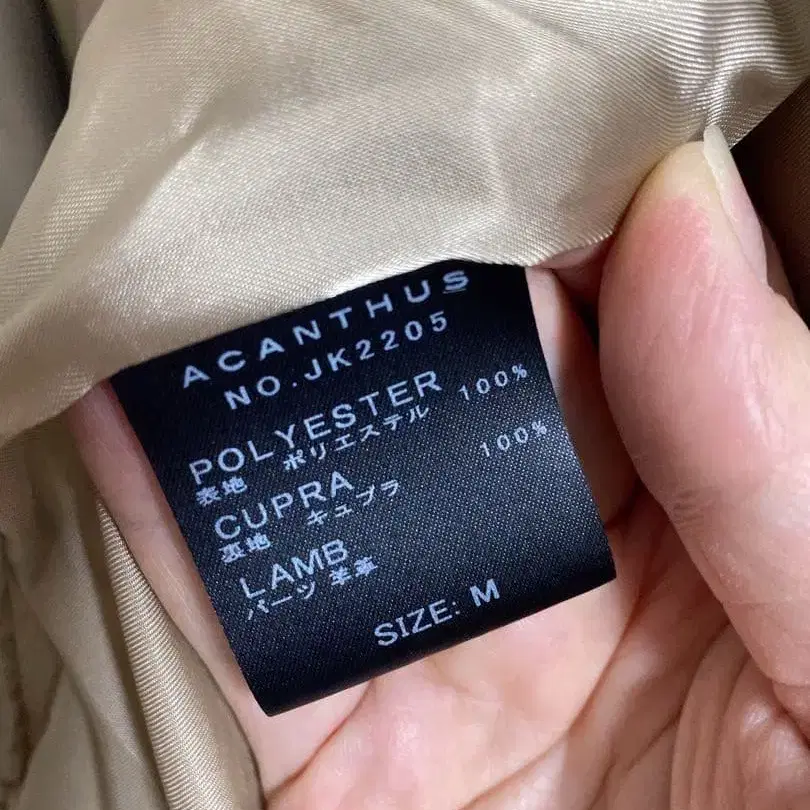 ACANTHUS
NO.JK2205
POLYESTER 100%
表地 ポリエステル
CUPRA 100%
裏地 キュプラ
LAMB
パーツ 羊革
SIZE: M